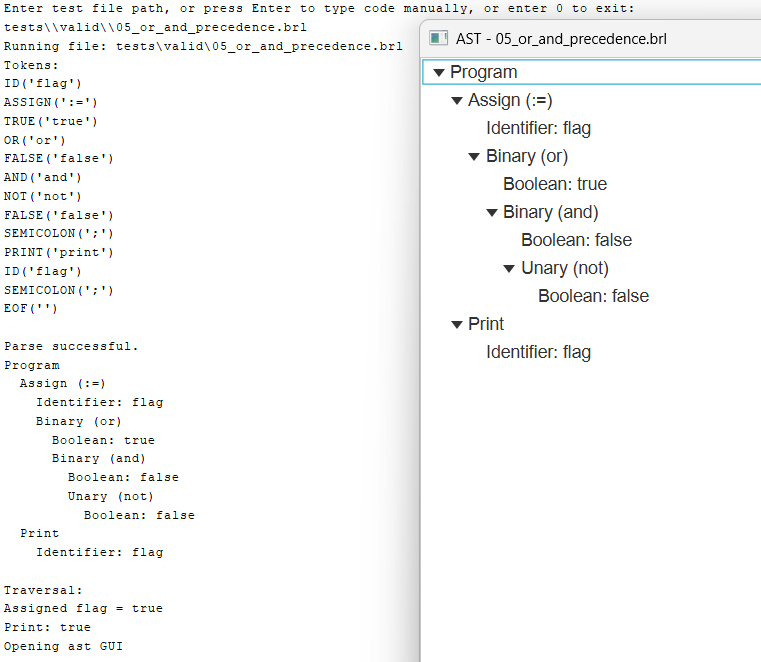 Enter test file path, or press Enter to type code manually, or enter 0 to exit:
tests\\valid\\05_or_and_precedence.brl
Running file: tests\valid\05_or_and_precedence.brl
Tokens:
ID('flag')
ASSIGN(':=')
TRUE('true')
OR('or')
FALSE('false')
AND('and')
NOT('not')
FALSE('false')
SEMICOLON(';')
PRINT('print')
ID('flag')
SEMICOLON(';')
EOF('')
Parse successful.
Program
Assign (:=)
Identifier: flag
Binary (or)
Boolean: true
Binary (and)
Boolean: false
Unary (not)
Boolean: false
Print
Identifier: flag
Traversal:
Assigned flag = true
Print: true
Opening ast GUI
AST - 05_or_and_precedence.brl
Program
Assign (:=)
Identifier: flag
Binary (or)
Boolean: true
Binary (and)
Boolean: false
Unary (not)
Boolean: false
Print
Identifier: flag